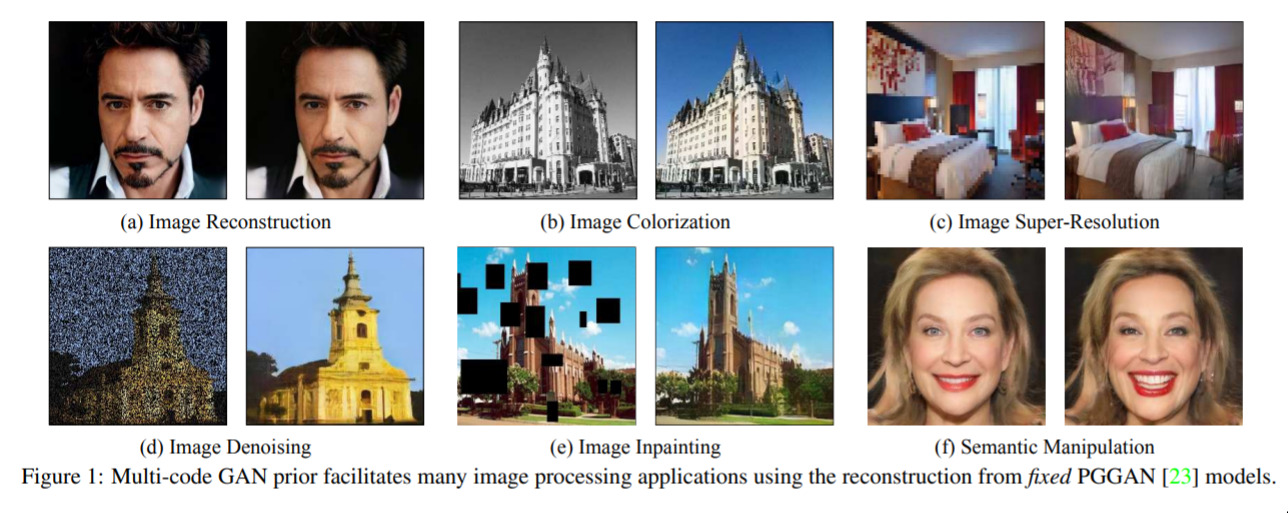 (a) Image Reconstruction
(b) Image Colorization
(c) Image Super-Resolution
(d) Image Denoising
(e) Image Inpainting
(f) Semantic Manipulation
Figure 1: Multi-code GAN prior facilitates many image processing applications using the reconstruction from fixed PGGAN [23] models.